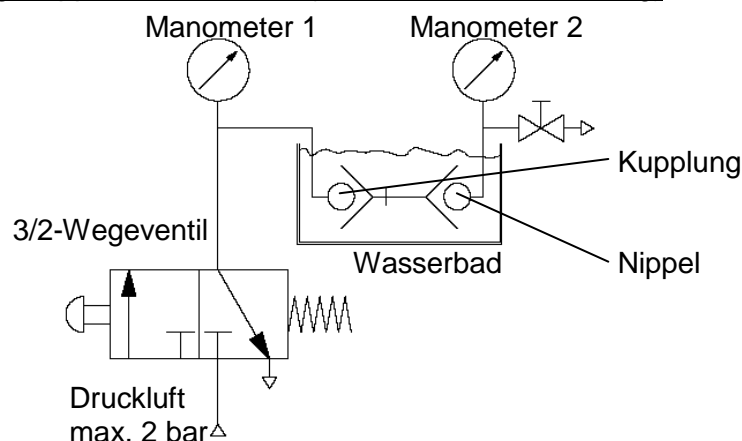 Manometer 1
Manometer 2
Kupplung
3/2-Wegeventil
Wasserbad
Nippel
Druckluft
max. 2 bar